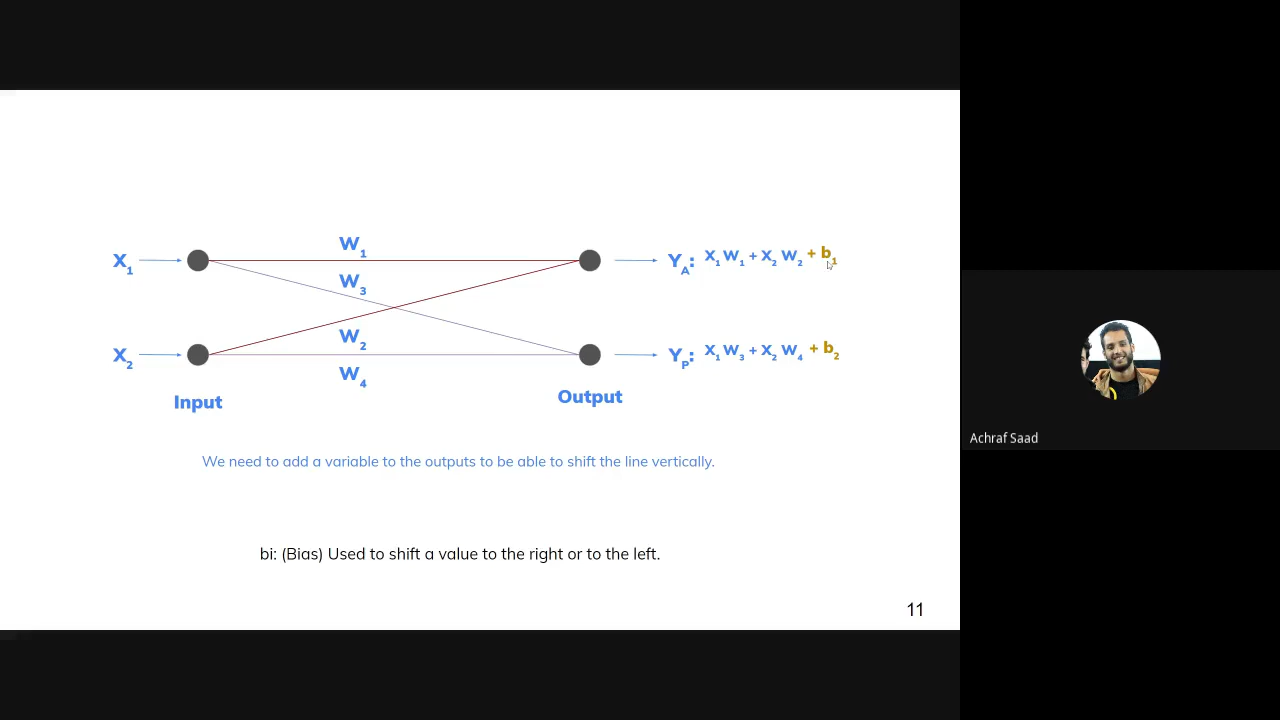 W1
X1
YA: X1 W1 + X2 W2 + b1
W3
W2
X2
YP: X1 W3 + X2 W4 + b2
W4
Input
Output
We need to add a variable to the outputs to be able to shift the line vertically.
bi: (Bias) Used to shift a value to the right or to the left.
11
Achraf Saad